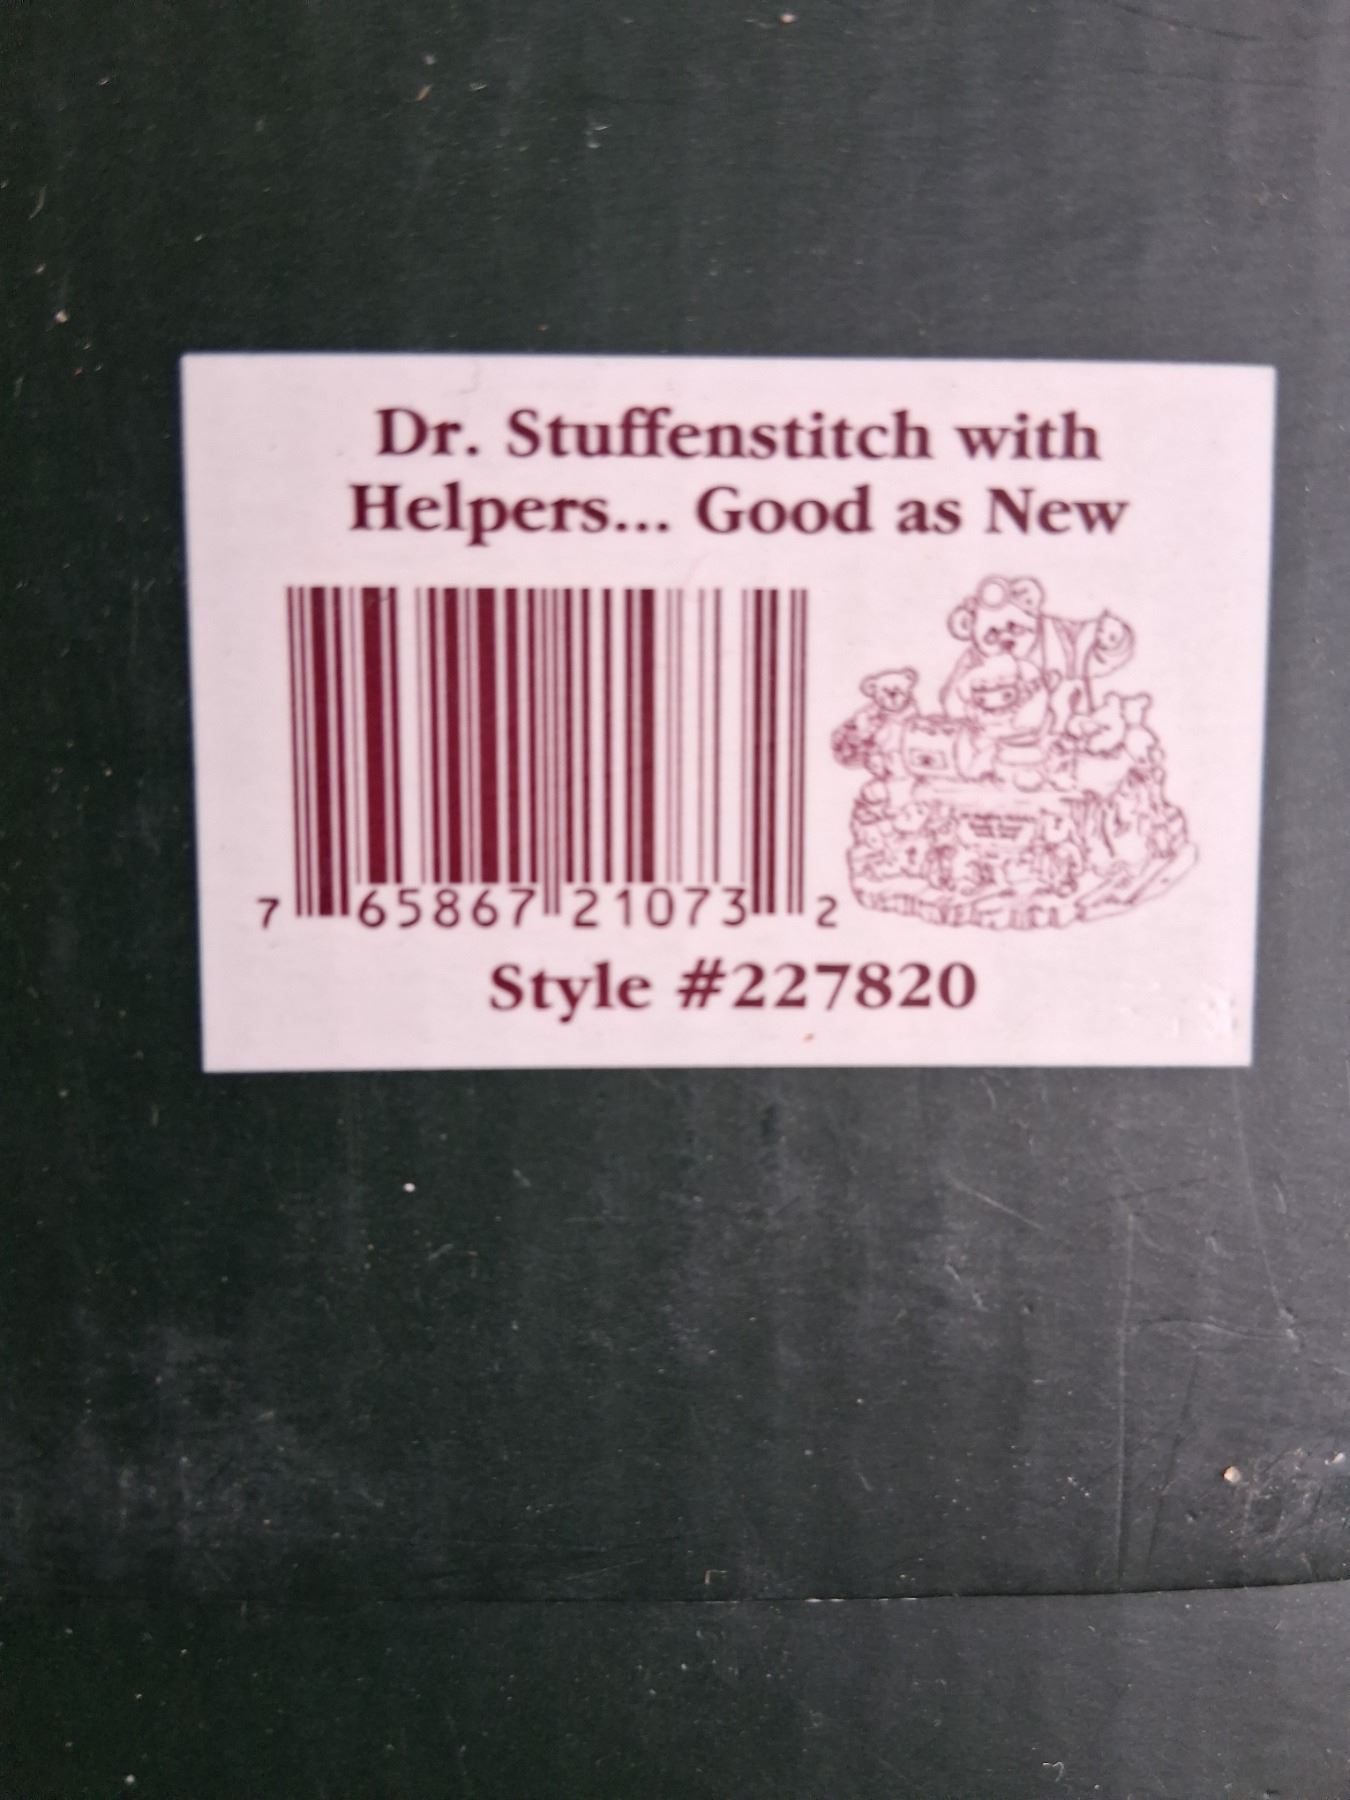 Dr. Stuffenstitch with
Helpers... Good as New
7 65867 21073 2
Style #227820